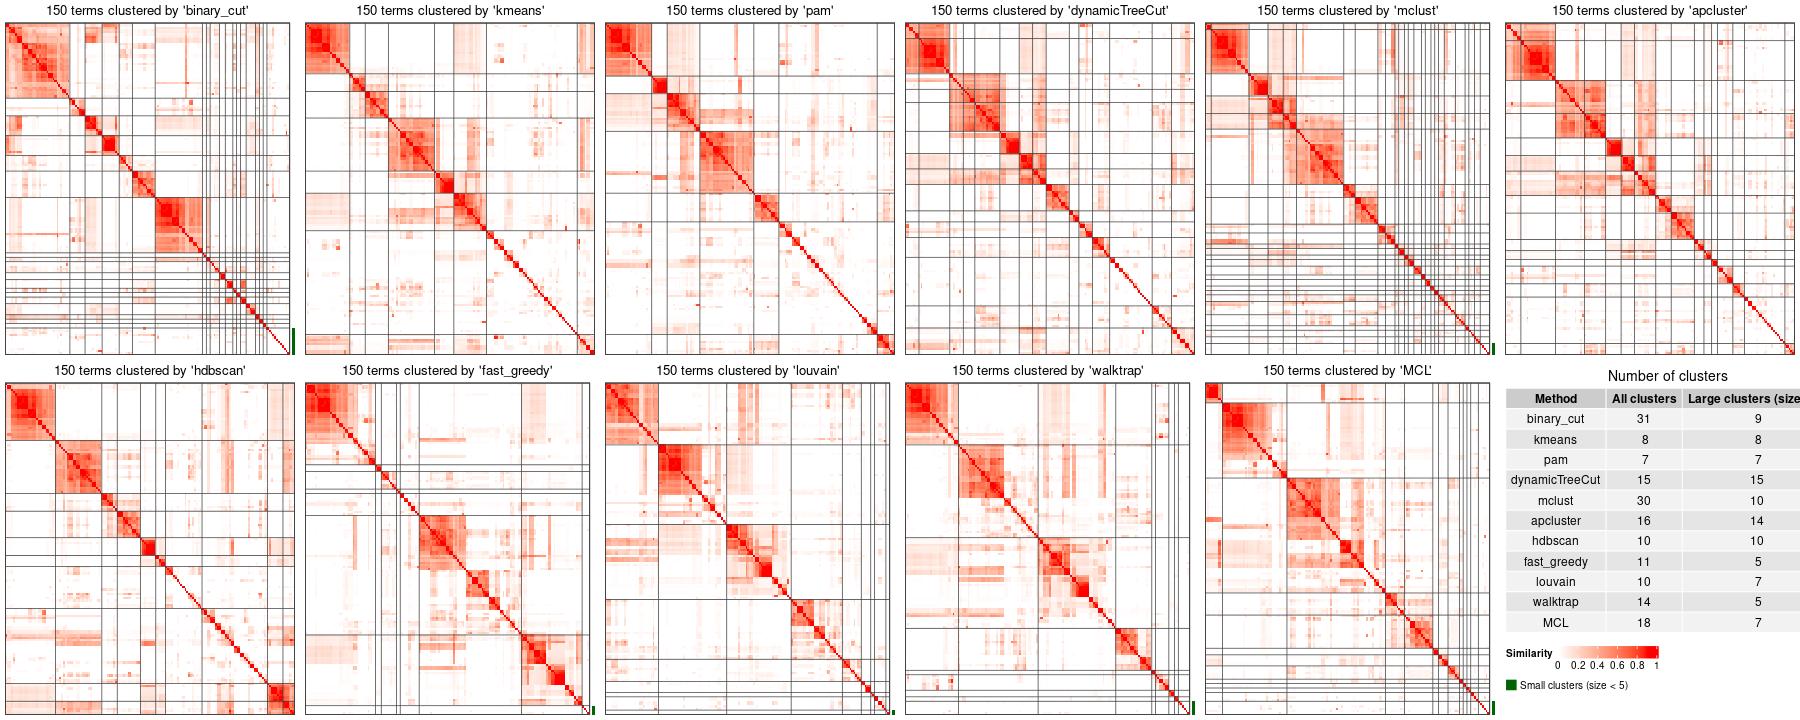 150 terms clustered by 'binary_cut'
150 terms clustered by 'kmeans'
150 terms clustered by 'pam'
150 terms clustered by 'dynamicTreeCut'
150 terms clustered by 'mclust'
150 terms clustered by 'apcluster'
150 terms clustered by 'hdbscan'
150 terms clustered by 'fast_greedy'
150 terms clustered by 'louvain'
150 terms clustered by 'walktrap'
150 terms clustered by 'MCL'
Number of clusters
Method All clusters Large clusters (size
binary_cut 31 9
kmeans 8 8
pam 7 7
dynamicTreeCut 15 15
mclust 30 10
apcluster 16 14
hdbscan 10 10
fast_greedy 11 5
louvain 10 7
walktrap 14 5
MCL 18 7
Similarity
0 0.2 0.4 0.6 0.8 1
Small clusters (size < 5)